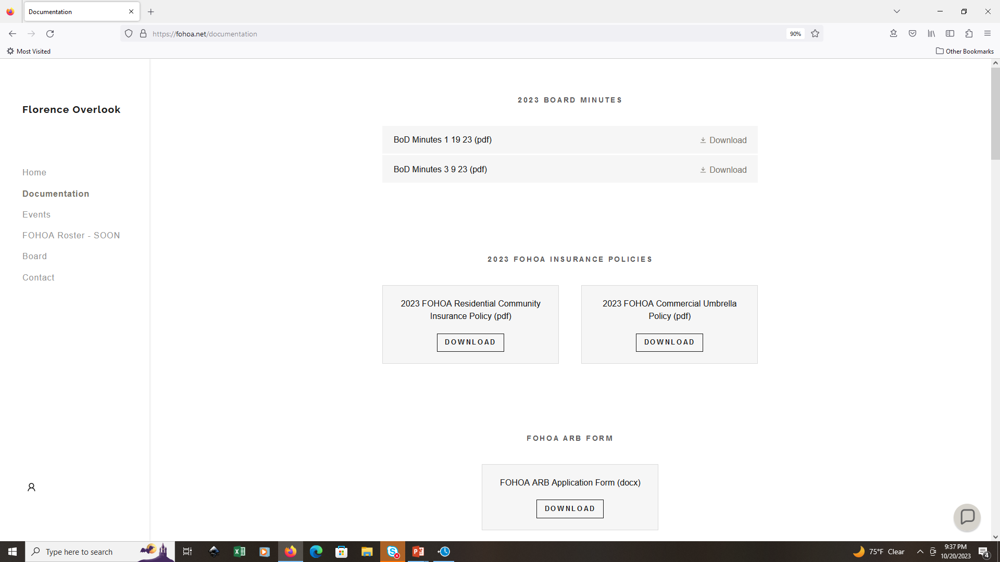 Documentation
https://fohoa.net/documentation
90%
Most Visited
Other Bookmarks
Florence Overlook
Home
Documentation
Events
FOHOA Roster - SOON
Board
Contact
2023 BOARD MINUTES
BoD Minutes 1 19 23 (pdf)
Download
BoD Minutes 3 9 23 (pdf)
Download
2023 FOHOA INSURANCE POLICIES
2023 FOHOA Residential Community
Insurance Policy (pdf)
DOWNLOAD
2023 FOHOA Commercial Umbrella
Policy (pdf)
DOWNLOAD
FOHOA ARB FORM
FOHOA ARB Application Form (docx)
DOWNLOAD
Type here to search
75°F Clear
9:37 PM
10/20/2023
4